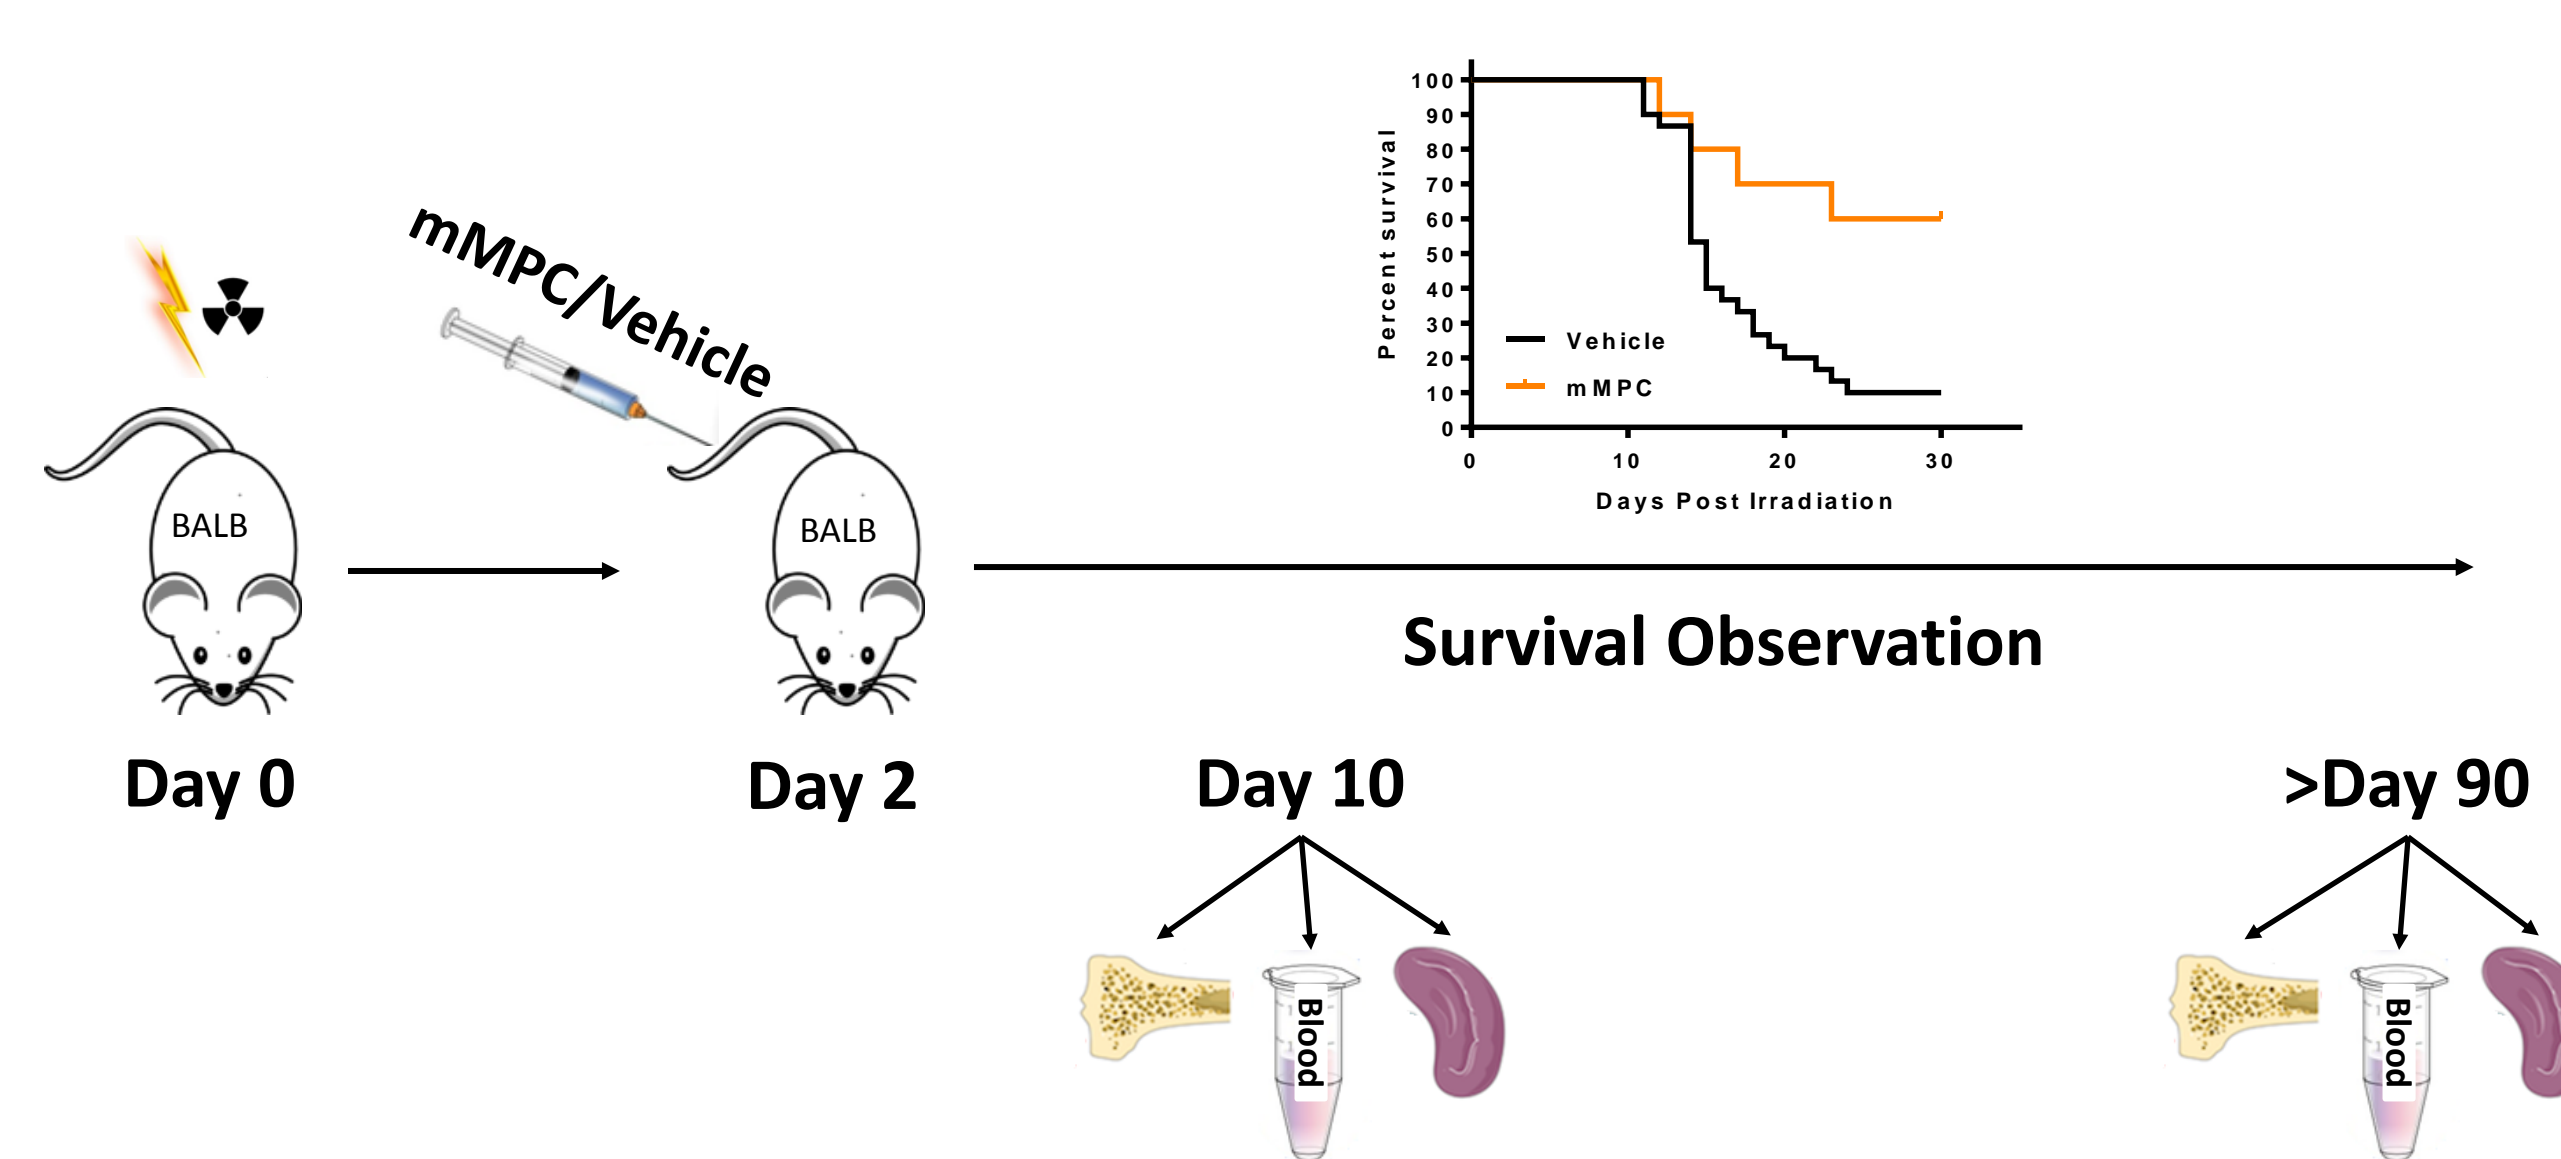 mMPC/Vehicle
BALB
BALB
Percent survival
100
90
80
70
60
50
40
30
20
10
0
Vehicle
mMPC
0 10 20 30
Days Post Irradiation
Survival Observation
Day 0
Day 2
Day 10
>Day 90
Blood
Blood